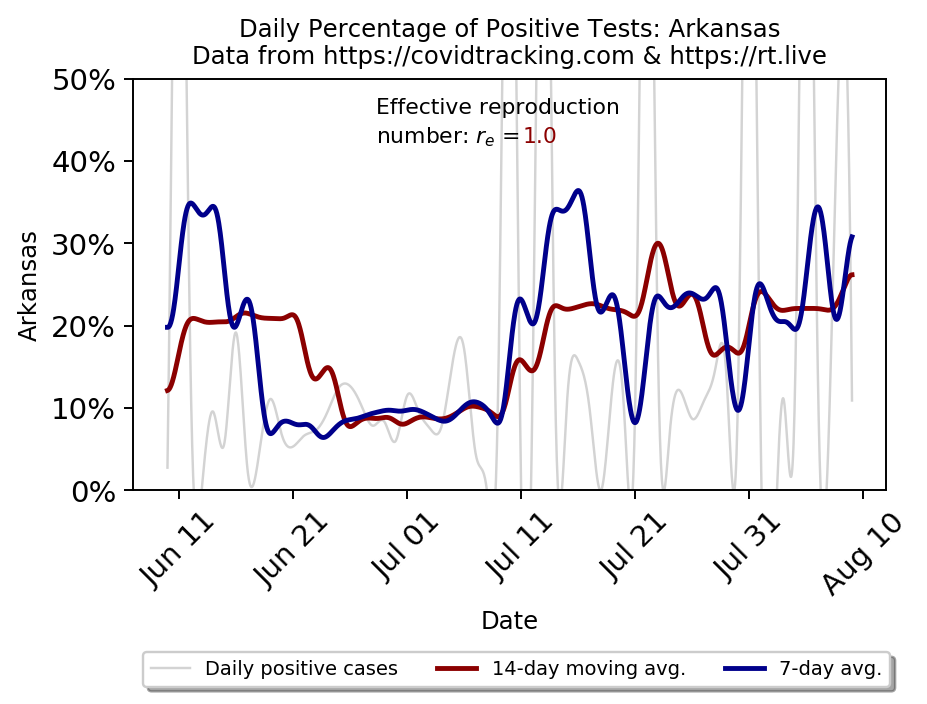 Daily Percentage of Positive Tests: Arkansas
Data from https://covidtracking.com & https://rt.live
50%
Effective reproduction
number: rₑ =1.0
40%
30%
20%
10%
0%
Arkansas
Jun 11
Jun 21
Jul 01
Jul 11
Jul 21
Jul 31
Aug 10
Date
Daily positive cases
14-day moving avg.
7-day avg.